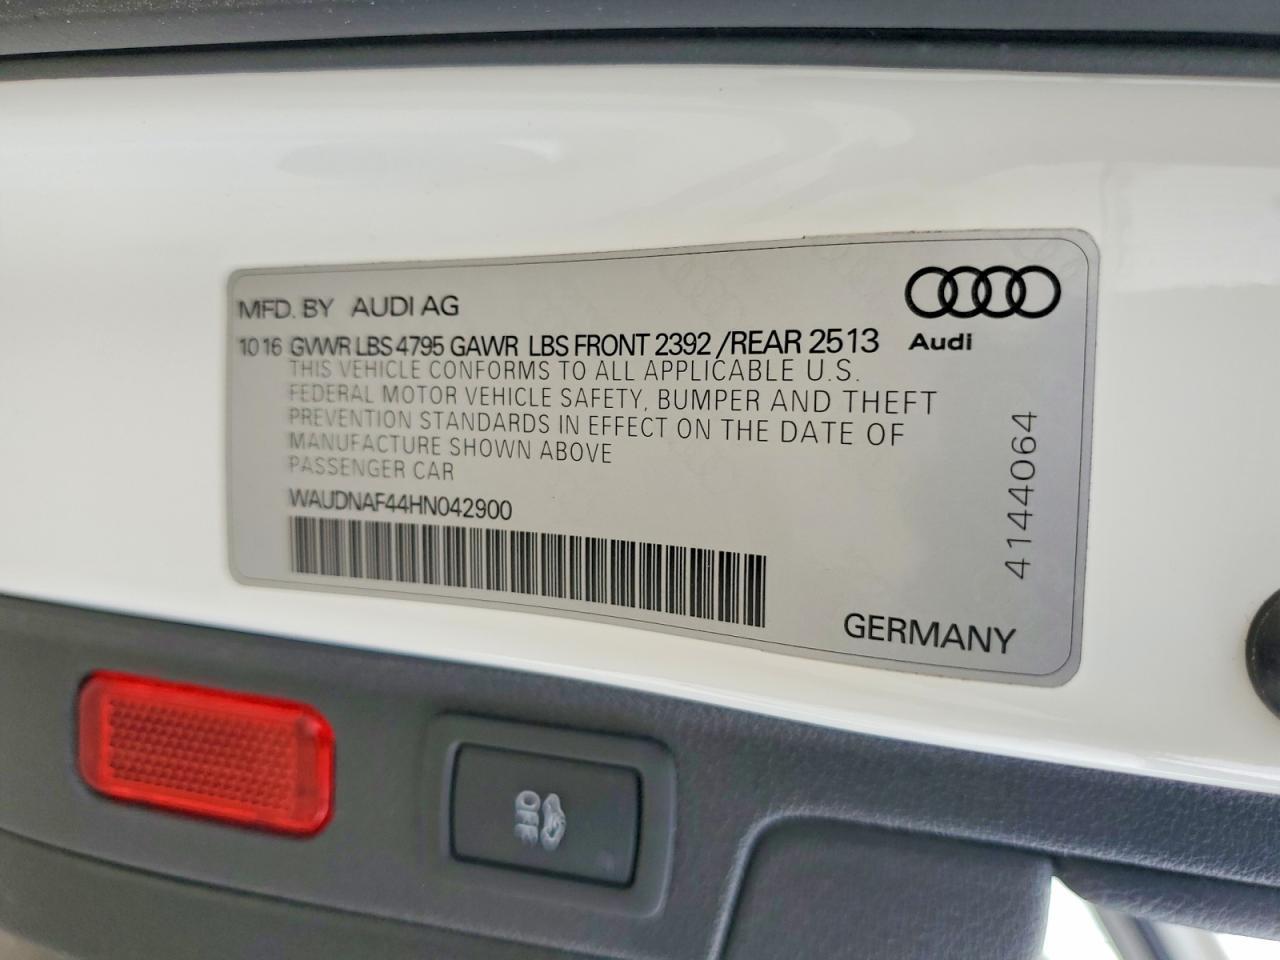 MFD. BY AUDI AG
10 16 GVWR LBS 4795 GAWR LBS FRONT 2392 /REAR 2513
Audi
THIS VEHICLE CONFORMS TO ALL APPLICABLE U.S.
FEDERAL MOTOR VEHICLE SAFETY, BUMPER AND THEFT
PREVENTION STANDARDS IN EFFECT ON THE DATE OF
MANUFACTURE SHOWN ABOVE
PASSENGER CAR
WAUDNAF44HN042900
4144064
GERMANY
OFF